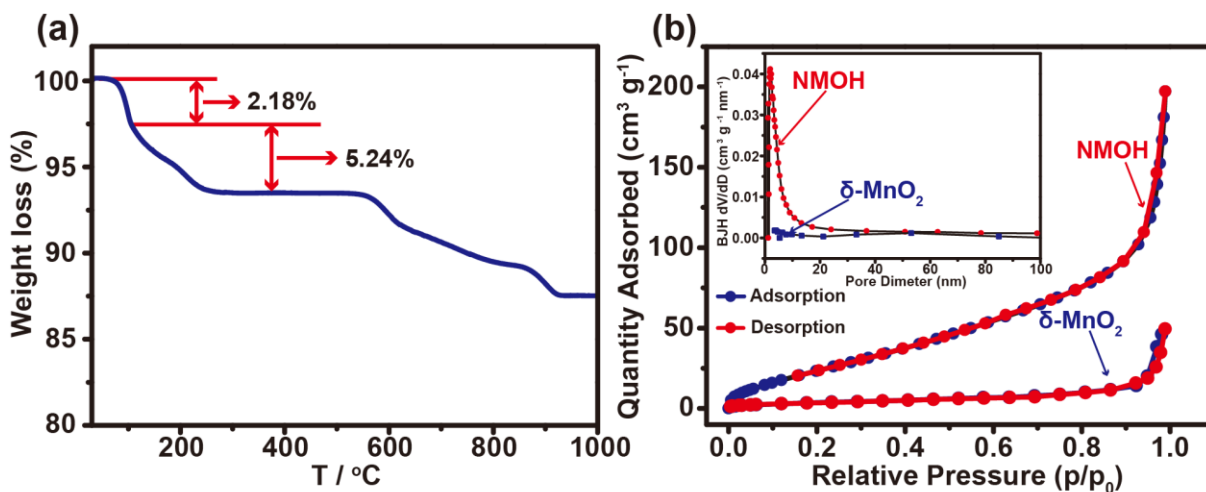 (a)
Weight loss (%)
100
95
90
85
80
2.18%
5.24%
200
400
600
800
1000
T / °C
(b)
Quantity Adsorbed (cm³ g⁻¹)
200
150
100
50
0
BJH dV/dD (cm³ g⁻¹ nm⁻¹)
0.04
0.03
0.02
0.01
0.00
NMOH
δ-MnO₂
0
20
40
60
80
100
Pore Dimeter (nm)
NMOH
Adsorption
Desorption
δ-MnO₂
0.0
0.2
0.4
0.6
0.8
1.0
Relative Pressure (p/p₀)